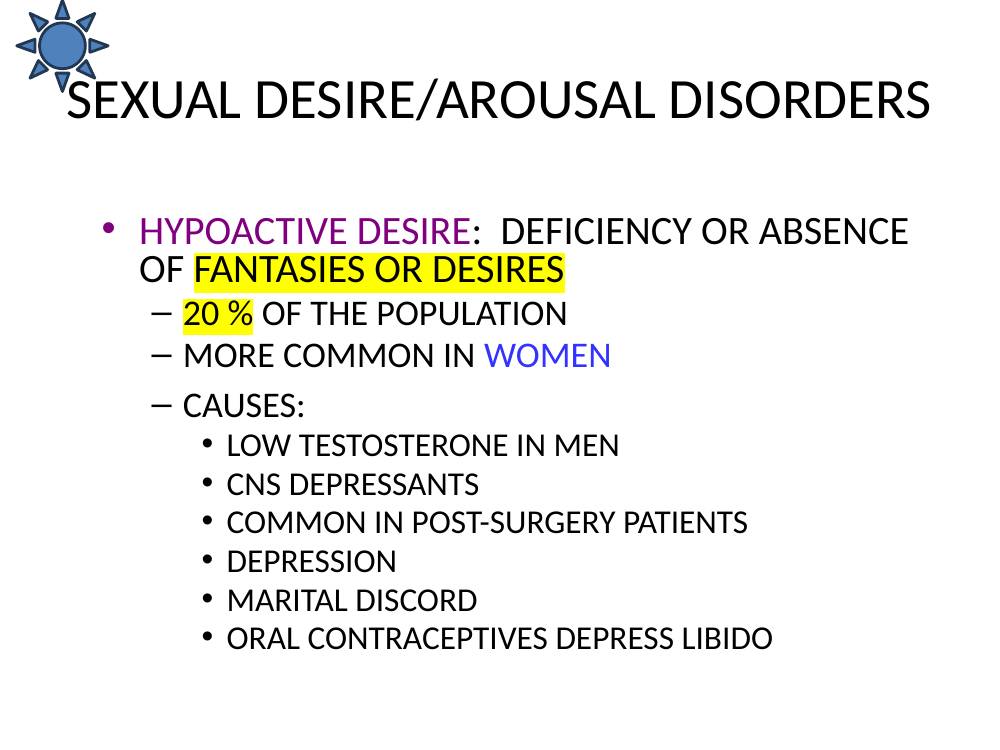 SEXUAL DESIRE/AROUSAL DISORDERS
• HYPOACTIVE DESIRE:  DEFICIENCY OR ABSENCE
OF FANTASIES OR DESIRES
– 20 % OF THE POPULATION
– MORE COMMON IN WOMEN
– CAUSES:
• LOW TESTOSTERONE IN MEN
• CNS DEPRESSANTS
• COMMON IN POST-SURGERY PATIENTS
• DEPRESSION
• MARITAL DISCORD
• ORAL CONTRACEPTIVES DEPRESS LIBIDO